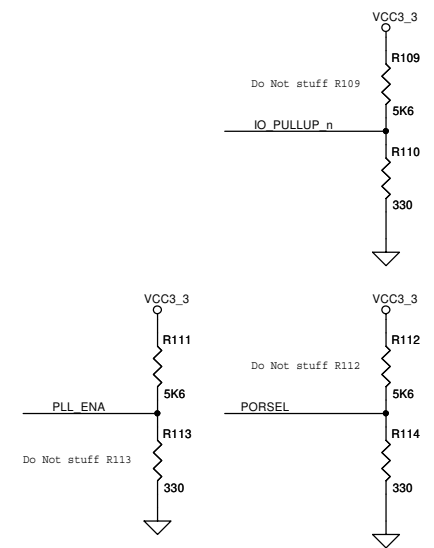 VCC3_3
R109
Do Not stuff R109
5K6
IO_PULLUP_n
R110
330
VCC3_3
R111
5K6
PLL_ENA
R113
Do Not stuff R113
330
VCC3_3
R112
Do Not stuff R112
5K6
PORSEL
R114
330